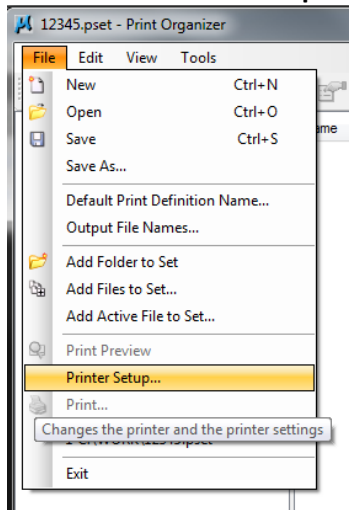 12345.pset - Print Organizer
File Edit View Tools
New Ctrl+N
Open Ctrl+O
Save Ctrl+S
Save As...
Default Print Definition Name...
Output File Names...
Add Folder to Set
Add Files to Set...
Add Active File to Set...
Print Preview
Printer Setup...
Print...
Changes the printer and the printer settings
Exit